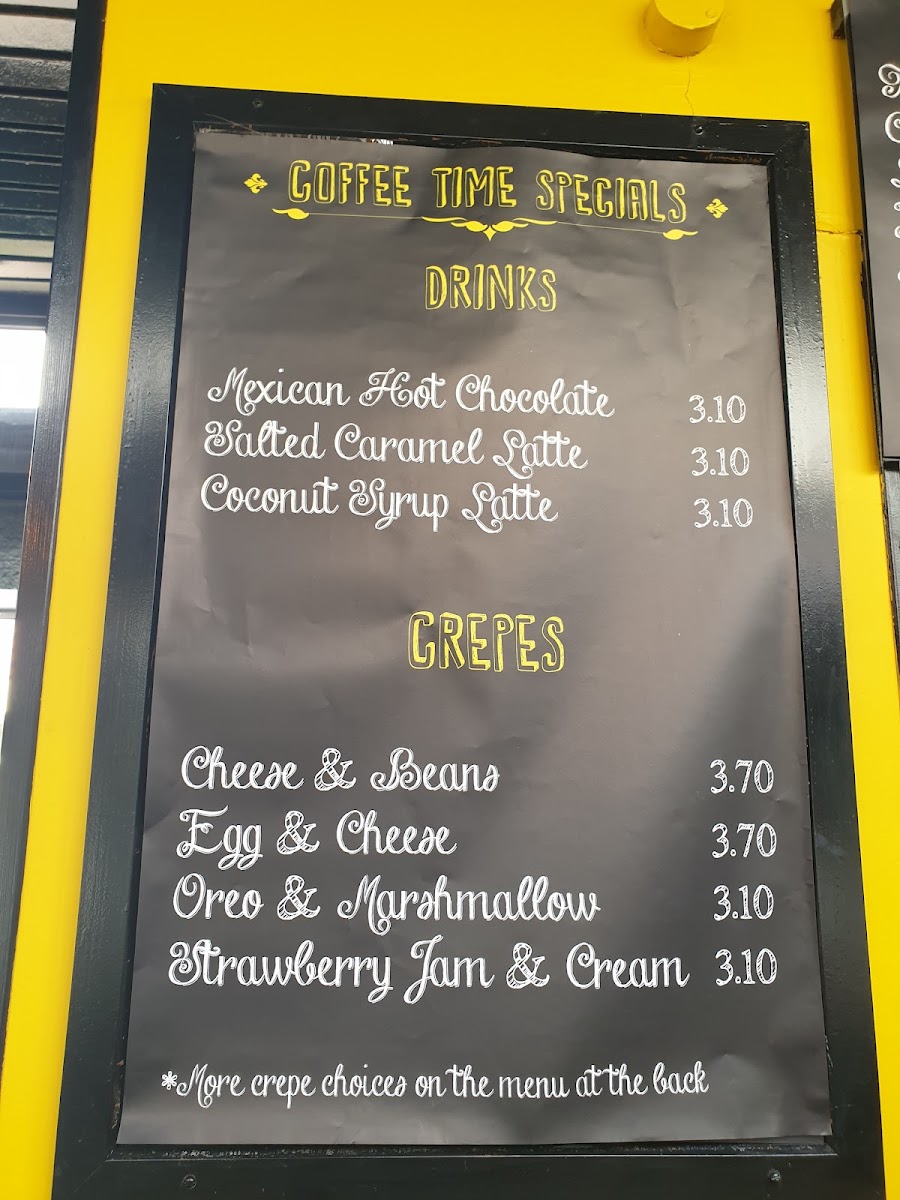 COFFEE TIME SPECIALS
DRINKS
Mexican Hot Chocolate 3.10
Salted Caramel Latte 3.10
Coconut Syrup Latte 3.10
CREPES
Cheese & Beans 3.70
Egg & Cheese 3.70
Oreo & Marshmallow 3.10
Strawberry Jam & Cream 3.10
*More crepe choices on the menu at the back